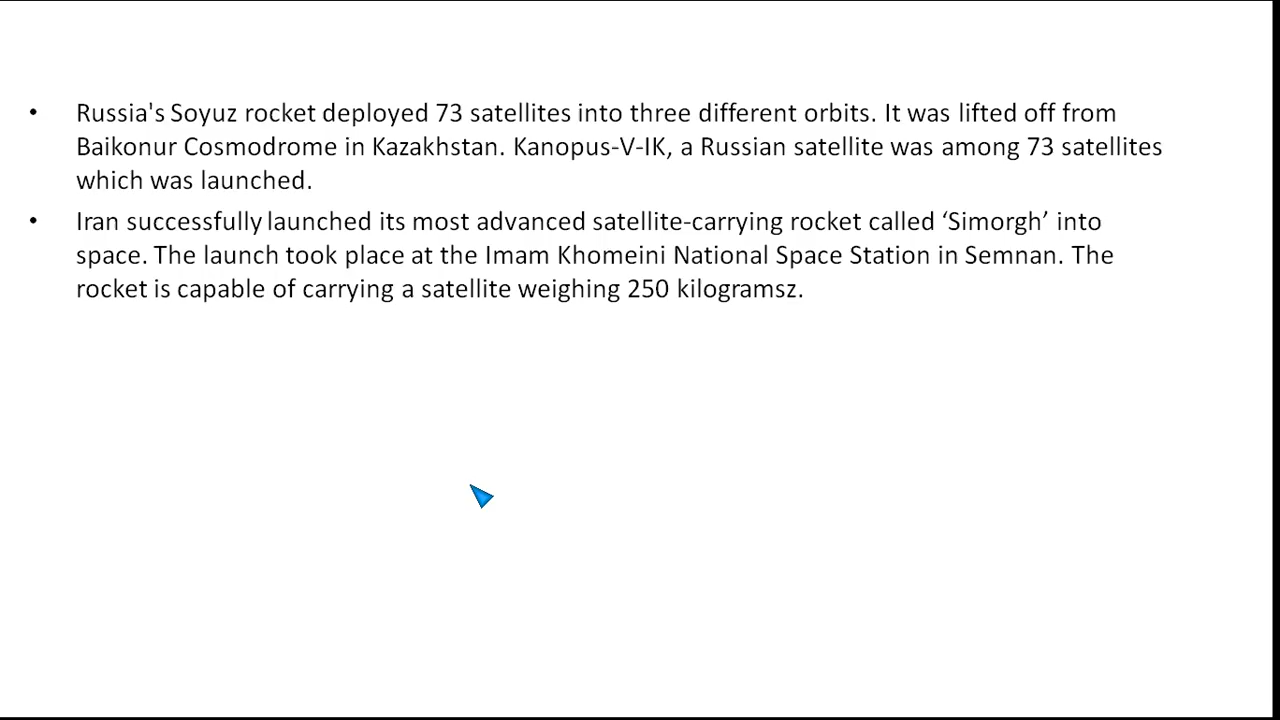 • Russia's Soyuz rocket deployed 73 satellites into three different orbits. It was lifted off from
Baikonur Cosmodrome in Kazakhstan. Kanopus-V-IK, a Russian satellite was among 73 satellites
which was launched.
• Iran successfully launched its most advanced satellite-carrying rocket called ‘Simorgh’ into
space. The launch took place at the Imam Khomeini National Space Station in Semnan. The
rocket is capable of carrying a satellite weighing 250 kilogramsz.